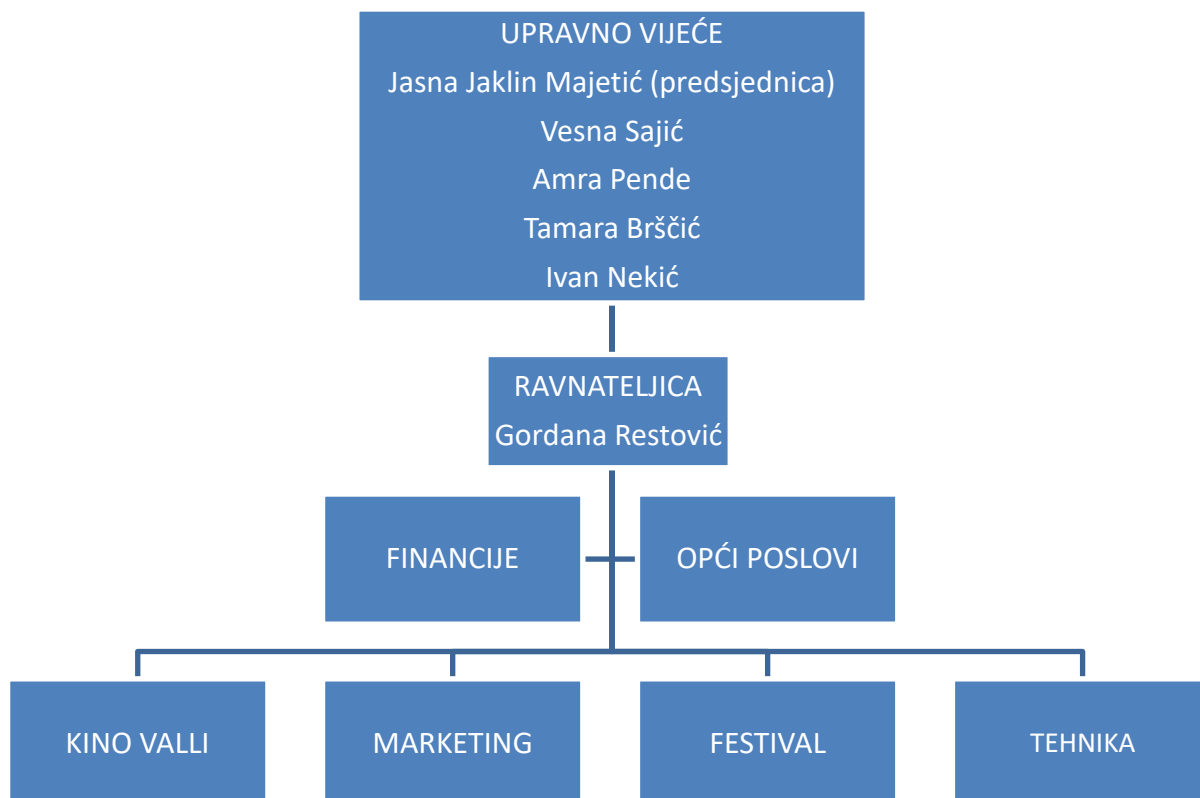 UPRAVNO VIJEĆE
Jasna Jaklin Majetić (predsjednica)
Vesna Sajić
Amra Pende
Tamara Brščić
Ivan Nekić
RAVNATELJICA
Gordana Restović
FINANCIJE
OPĆI POSLOVI
KINO VALLI
MARKETING
FESTIVAL
TEHNIKA